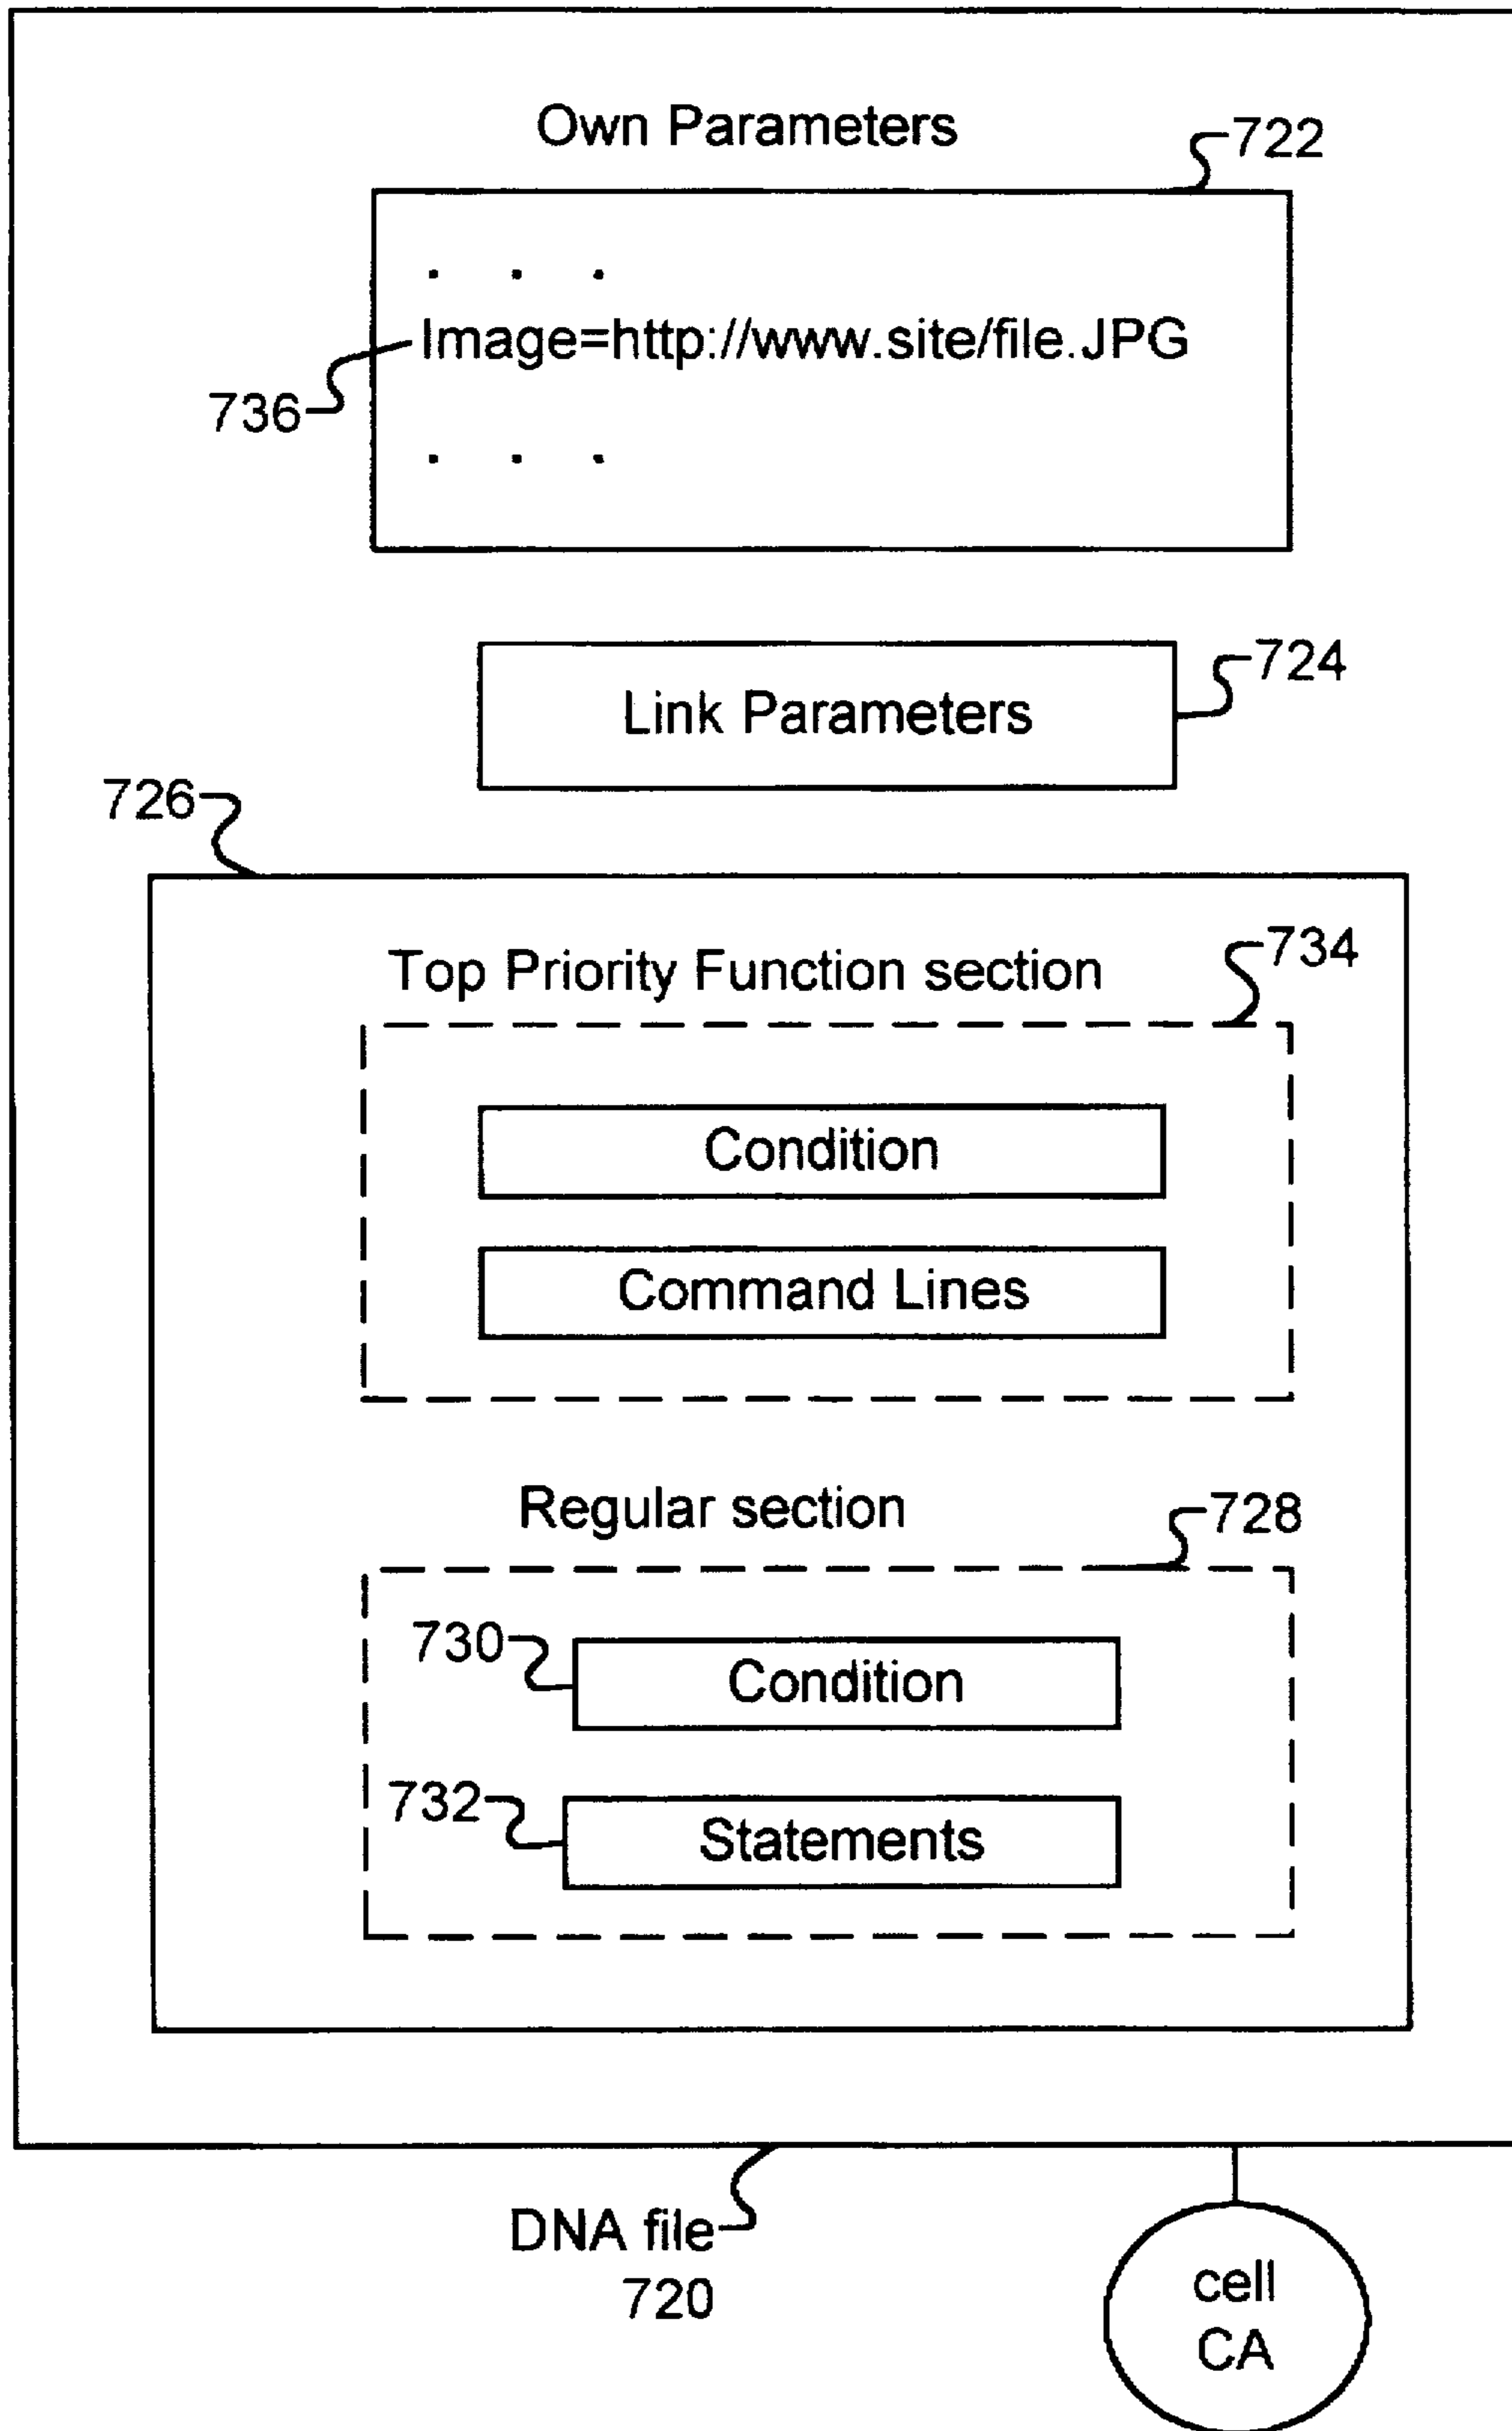 Own Parameters
722
. . .
Image=http://www.site/file.JPG
736
. . .
724
Link Parameters
726
734
Top Priority Function section
Condition
Command Lines
Regular section
728
730
Condition
732
Statements
DNA file
720
cell
CA